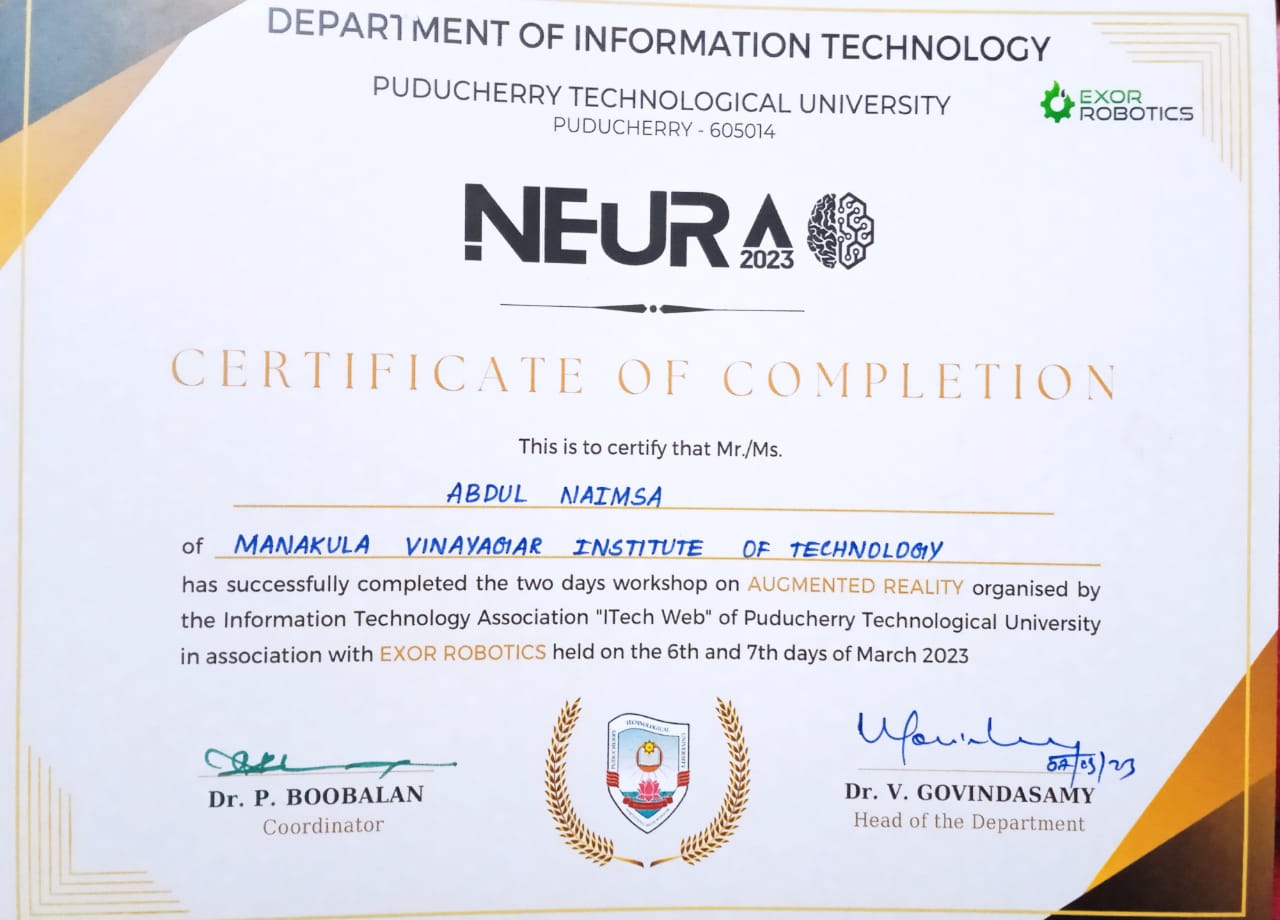 DEPARTMENT OF INFORMATION TECHNOLOGY
PUDUCHERRY TECHNOLOGICAL UNIVERSITY
PUDUCHERRY - 605014
EXOR
ROBOTICS
NEURA
2023
CERTIFICATE OF COMPLETION
This is to certify that Mr./Ms.
ABDUL NAIMSA
of MANAKULA VINAYAGAR INSTITUTE OF TECHNOLOGY
has successfully completed the two days workshop on AUGMENTED REALITY organised by
the Information Technology Association "ITech Web" of Puducherry Technological University
in association with EXOR ROBOTICS held on the 6th and 7th days of March 2023
PUDUCHERRY TECHNOLOGICAL UNIVERSITY
Dr. P. BOOBALAN
Coordinator
Dr. V. GOVINDASAMY
Head of the Department